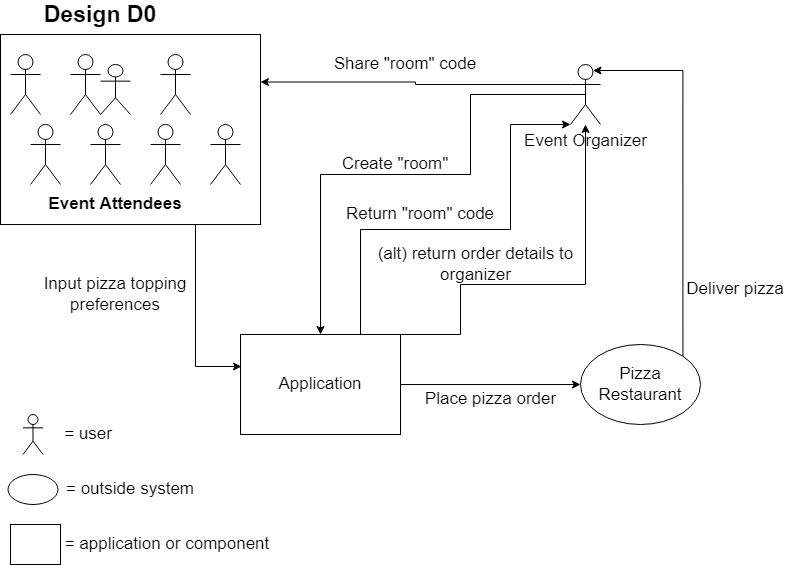 Design D0
Share "room" code
Event Organizer
Create "room"
Event Attendees
Return "room" code
(alt) return order details to
organizer
Input pizza topping
preferences
Deliver pizza
Application
Pizza
Restaurant
Place pizza order
= user
= outside system
= application or component